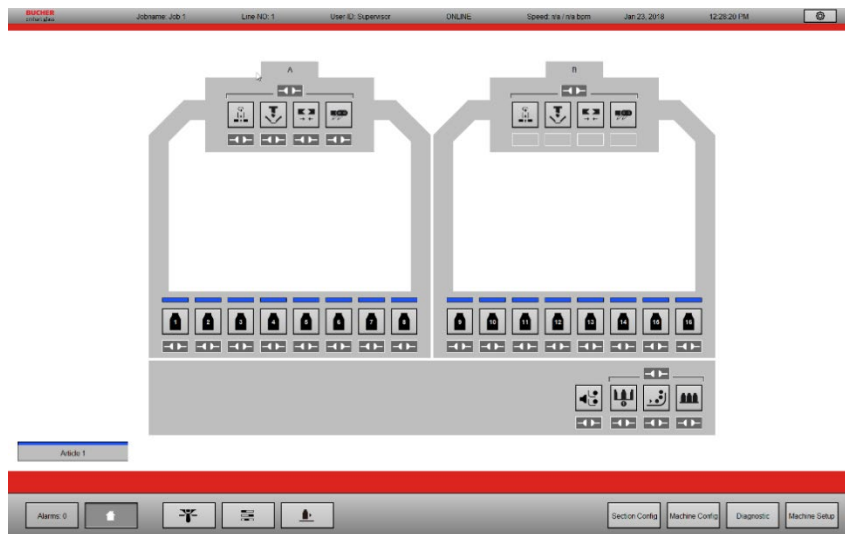 BUCHER
emhart glass
Jobname: Job 1
Line NO: 1
User ID: Supervisor
ONLINE
Speed: n/a / n/a bpm
Jan 23, 2018
12:28:20 PM
A
B
1
2
3
4
5
6
7
8
9
10
11
12
13
14
15
16
Article 1
Alarms: 0
Section Config
Machine Config
Diagnostic
Machine Setup